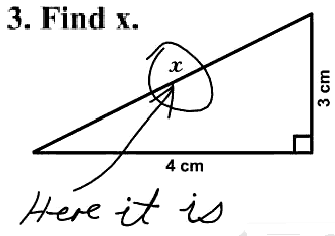 3. Find x.
x
3 cm
4 cm
Here it is